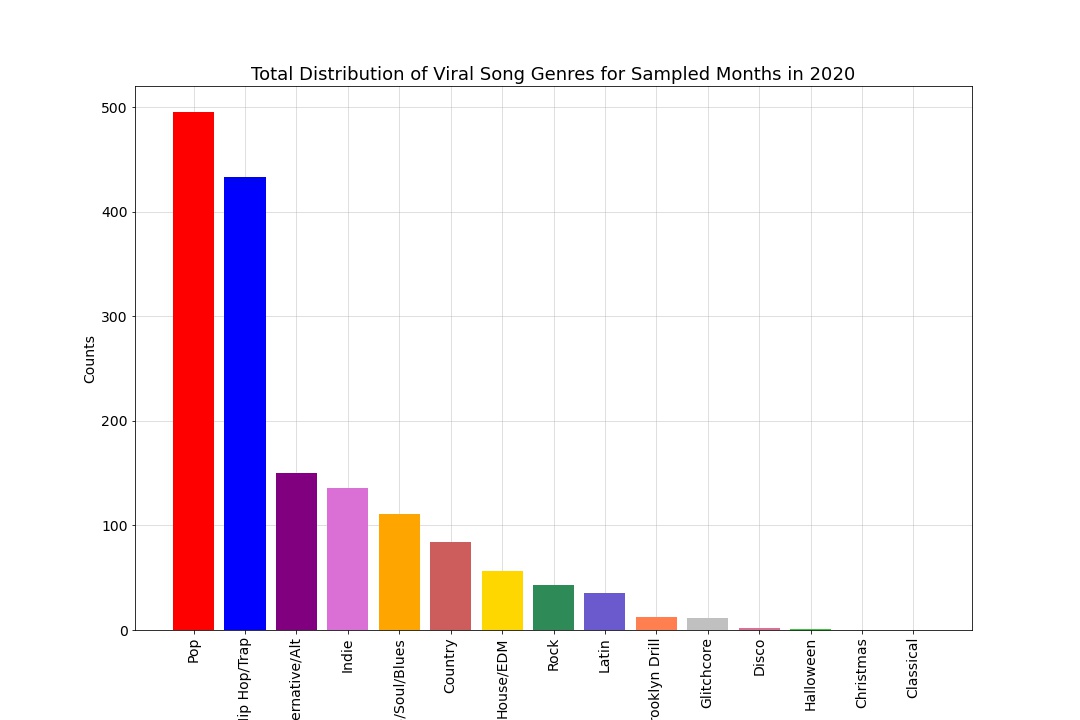 Total Distribution of Viral Song Genres for Sampled Months in 2020
Counts
500
400
300
200
100
0
Pop
Hip Hop/Trap
ernative/Alt
Indie
/Soul/Blues
Country
House/EDM
Rock
Latin
rooklyn Drill
Glitchcore
Disco
Halloween
Christmas
Classical